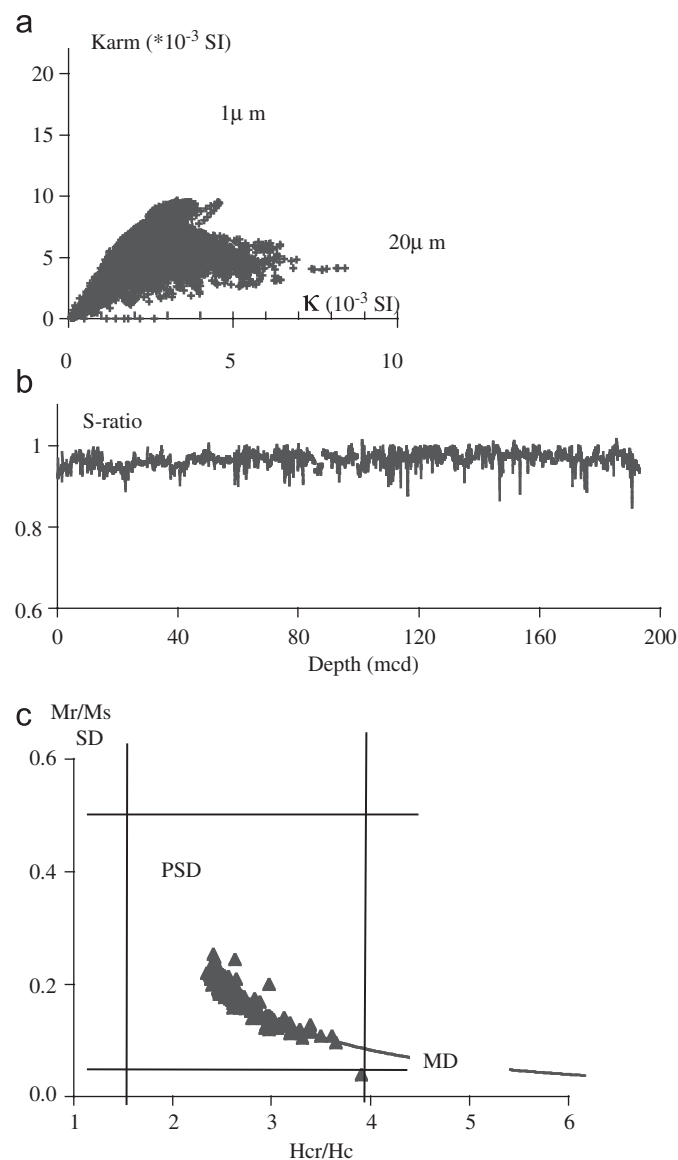 a
Karm (*10⁻³ SI)
20
1µ m
15
10
20µ m
5
κ (10⁻³ SI)
0
0 5 10
b
S-ratio
1
0.8
0.6
0 40 80 120 160 200
Depth (mcd)
c
Mr/Ms
SD
0.6
0.4
PSD
0.2
MD
0.0
1 2 3 4 5 6
Hcr/Hc